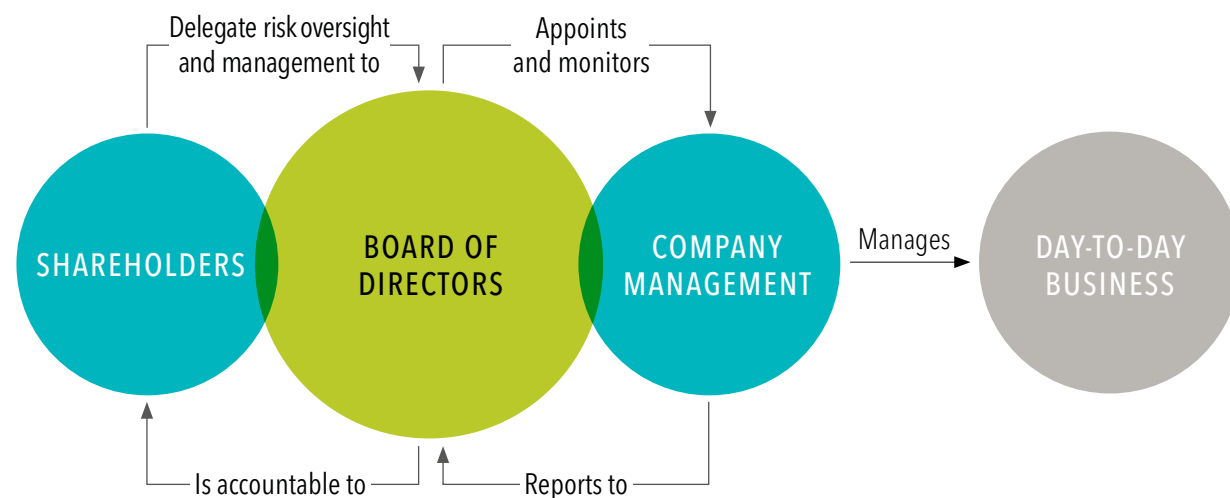 Delegate risk oversight
and management to
Appoints
and monitors
SHAREHOLDERS
BOARD OF
DIRECTORS
COMPANY
MANAGEMENT
Manages
DAY-TO-DAY
BUSINESS
Is accountable to
Reports to